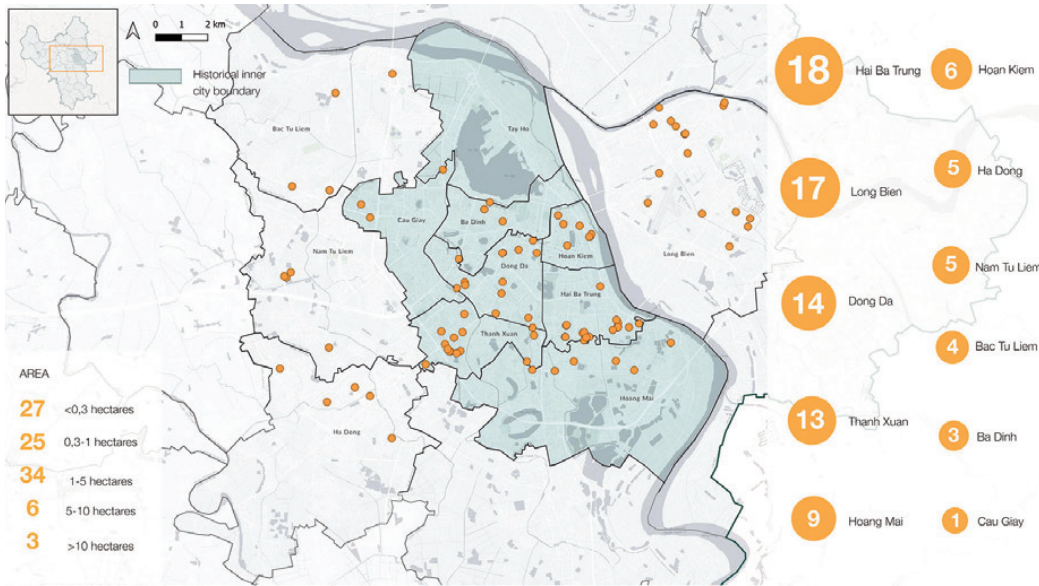 0 1 2 km
Historical inner
city boundary
Bac Tu Liem
Tay Ho
Cau Giay
Ba Dinh
Nam Tu Liem
Dong Da
Hoan Kiem
Long Bien
Hai Ba Trung
Thanh Xuan
Hoang Mai
Ha Dong
AREA
27 <0,3 hectares
25 0,3-1 hectares
34 1-5 hectares
6 5-10 hectares
3 >10 hectares
18 Hai Ba Trung
17 Long Bien
14 Dong Da
13 Thanh Xuan
9 Hoang Mai
6 Hoan Kiem
5 Ha Dong
5 Nam Tu Liem
4 Bac Tu Liem
3 Ba Dinh
1 Cau Giay